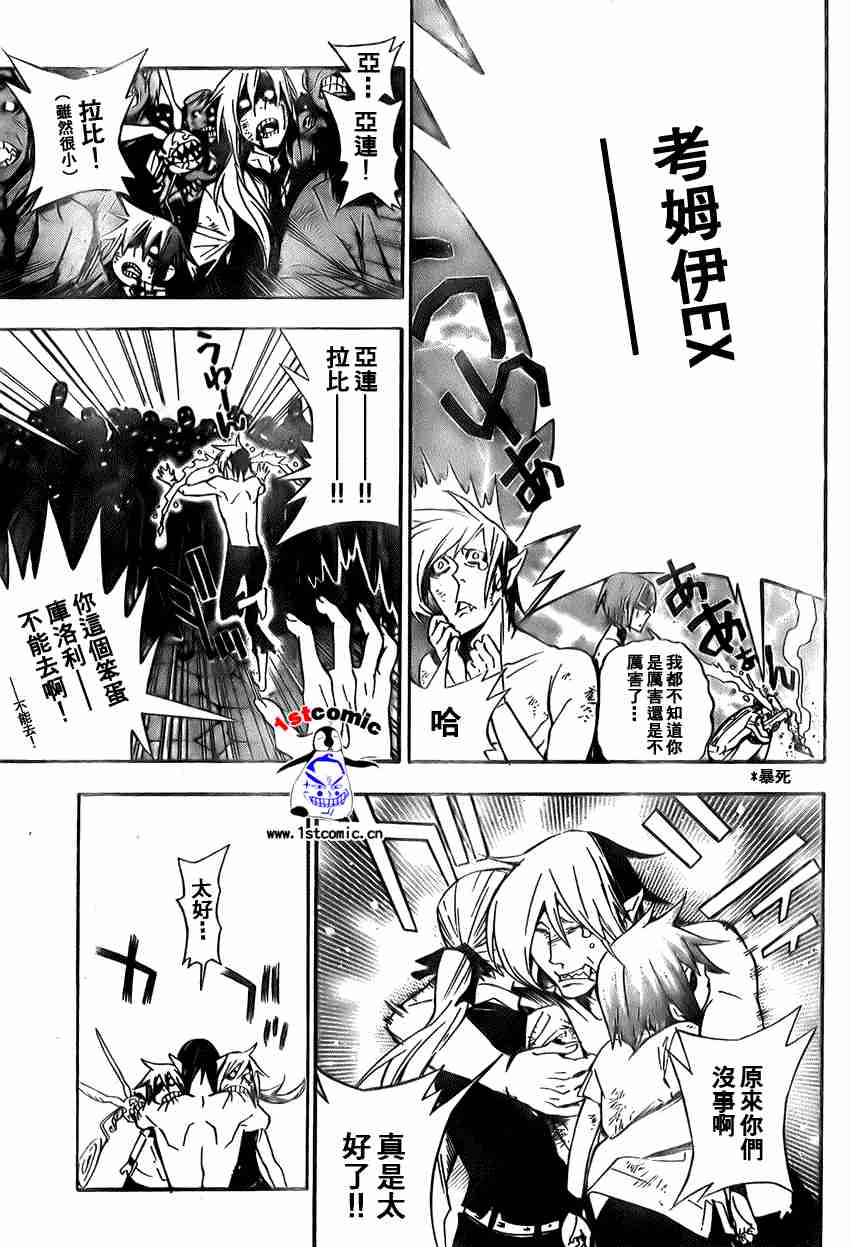 考姆伊EX
ああぁん
我都不知道你
是厲害還是不
厲害了…
*暴死
哈
亞…
亞連！
拉比！
（雖然很小）
亞連——!!
拉比——!!
うわーん
你這個笨蛋
庫洛利——
不能去啊！
——不能去！
1stcomic
www.1stcomic.cn
原來你們
沒事啊
真是太
好了!!
太好…